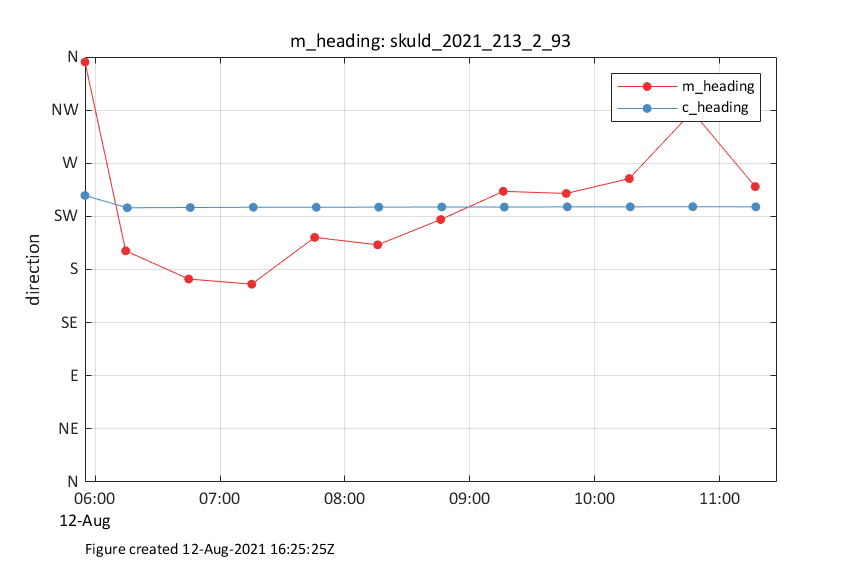 m_heading: skuld_2021_213_2_93
m_heading
c_heading
N
NW
W
SW
S
SE
E
NE
N
direction
06:00 07:00 08:00 09:00 10:00 11:00
12-Aug
Figure created 12-Aug-2021 16:25:25Z